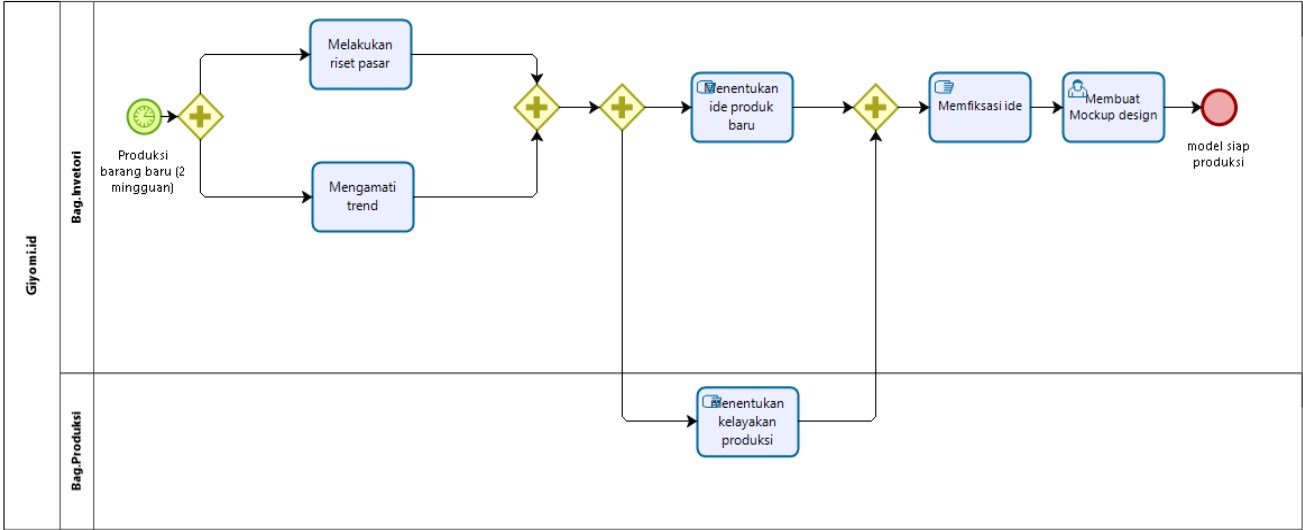 Giyomi.id
Bag.Invetori
Produksi
barang baru (2
mingguan)
Melakukan
riset pasar
Mengamati
trend
Menentukan
ide produk
baru
Memfiksasi ide
Membuat
Mockup design
model siap
produksi
Bag.Produksi
Menentukan
kelayakan
produksi